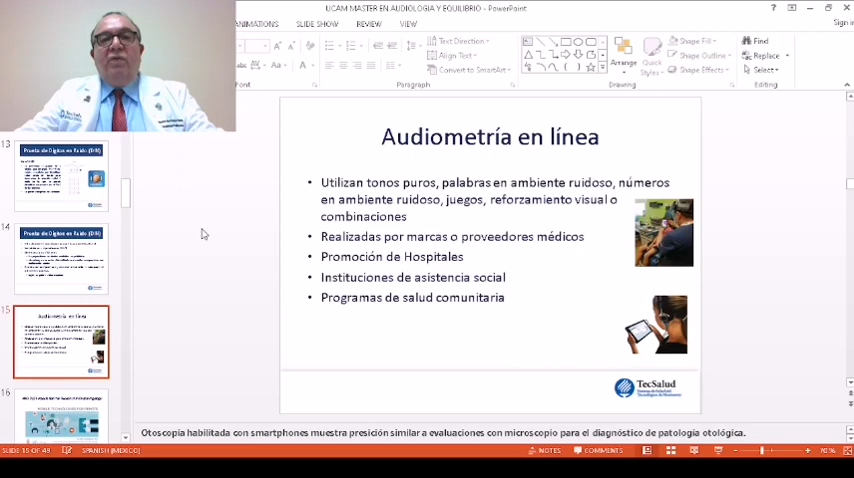 UCAM MASTER EN AUDIOLOGIA Y EQUILIBRIO - PowerPoint
ANIMATIONS SLIDE SHOW REVIEW VIEW
Sign in
Text Direction
Align Text
Convert to SmartArt
Arrange
Quick
Styles
Shape Fill
Shape Outline
Shape Effects
Find
Replace
Select
Paragraph
Drawing
Editing
13
Prueba de Dígitos en Ruido (DIN)
14
Prueba de Dígitos en Ruido (DIN)
15
Audiometría en línea
16
Audiometría en línea
• Utilizan tonos puros, palabras en ambiente ruidoso, números
en ambiente ruidoso, juegos, reforzamiento visual o
combinaciones
• Realizadas por marcas o proveedores médicos
• Promoción de Hospitales
• Instituciones de asistencia social
• Programas de salud comunitaria
TecSalud
Otoscopía habilitada con smartphones muestra presición similar a evaluaciones con microscopio para el diagnóstico de patología otológica.
SLIDE 15 OF 49 SPANISH (MEXICO) NOTES COMMENTS 70%